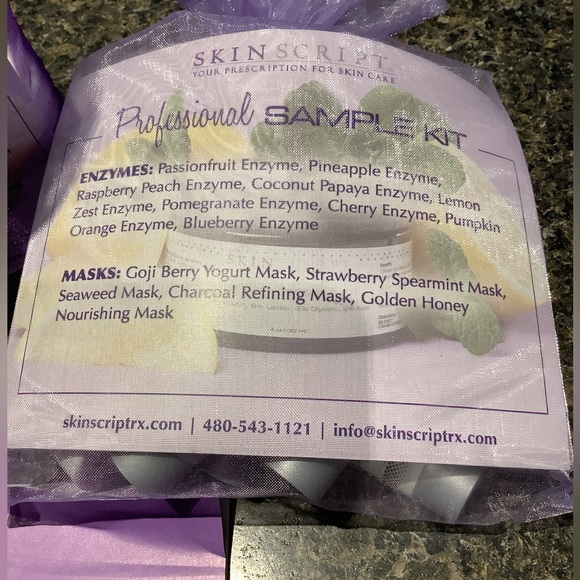 SKINSCRIPT
YOUR PRESCRIPTION FOR SKIN CARE
Professional SAMPLE KIT
ENZYMES: Passionfruit Enzyme, Pineapple Enzyme,
Raspberry Peach Enzyme, Coconut Papaya Enzyme, Lemon
Zest Enzyme, Pomegranate Enzyme, Cherry Enzyme, Pumpkin
Orange Enzyme, Blueberry Enzyme
SKIN
MASKS: Goji Berry Yogurt Mask, Strawberry Spearmint Mask,
Seaweed Mask, Charcoal Refining Mask, Golden Honey
Nourishing Mask
skinscriptrx.com | 480-543-1121 | info@skinscriptrx.com